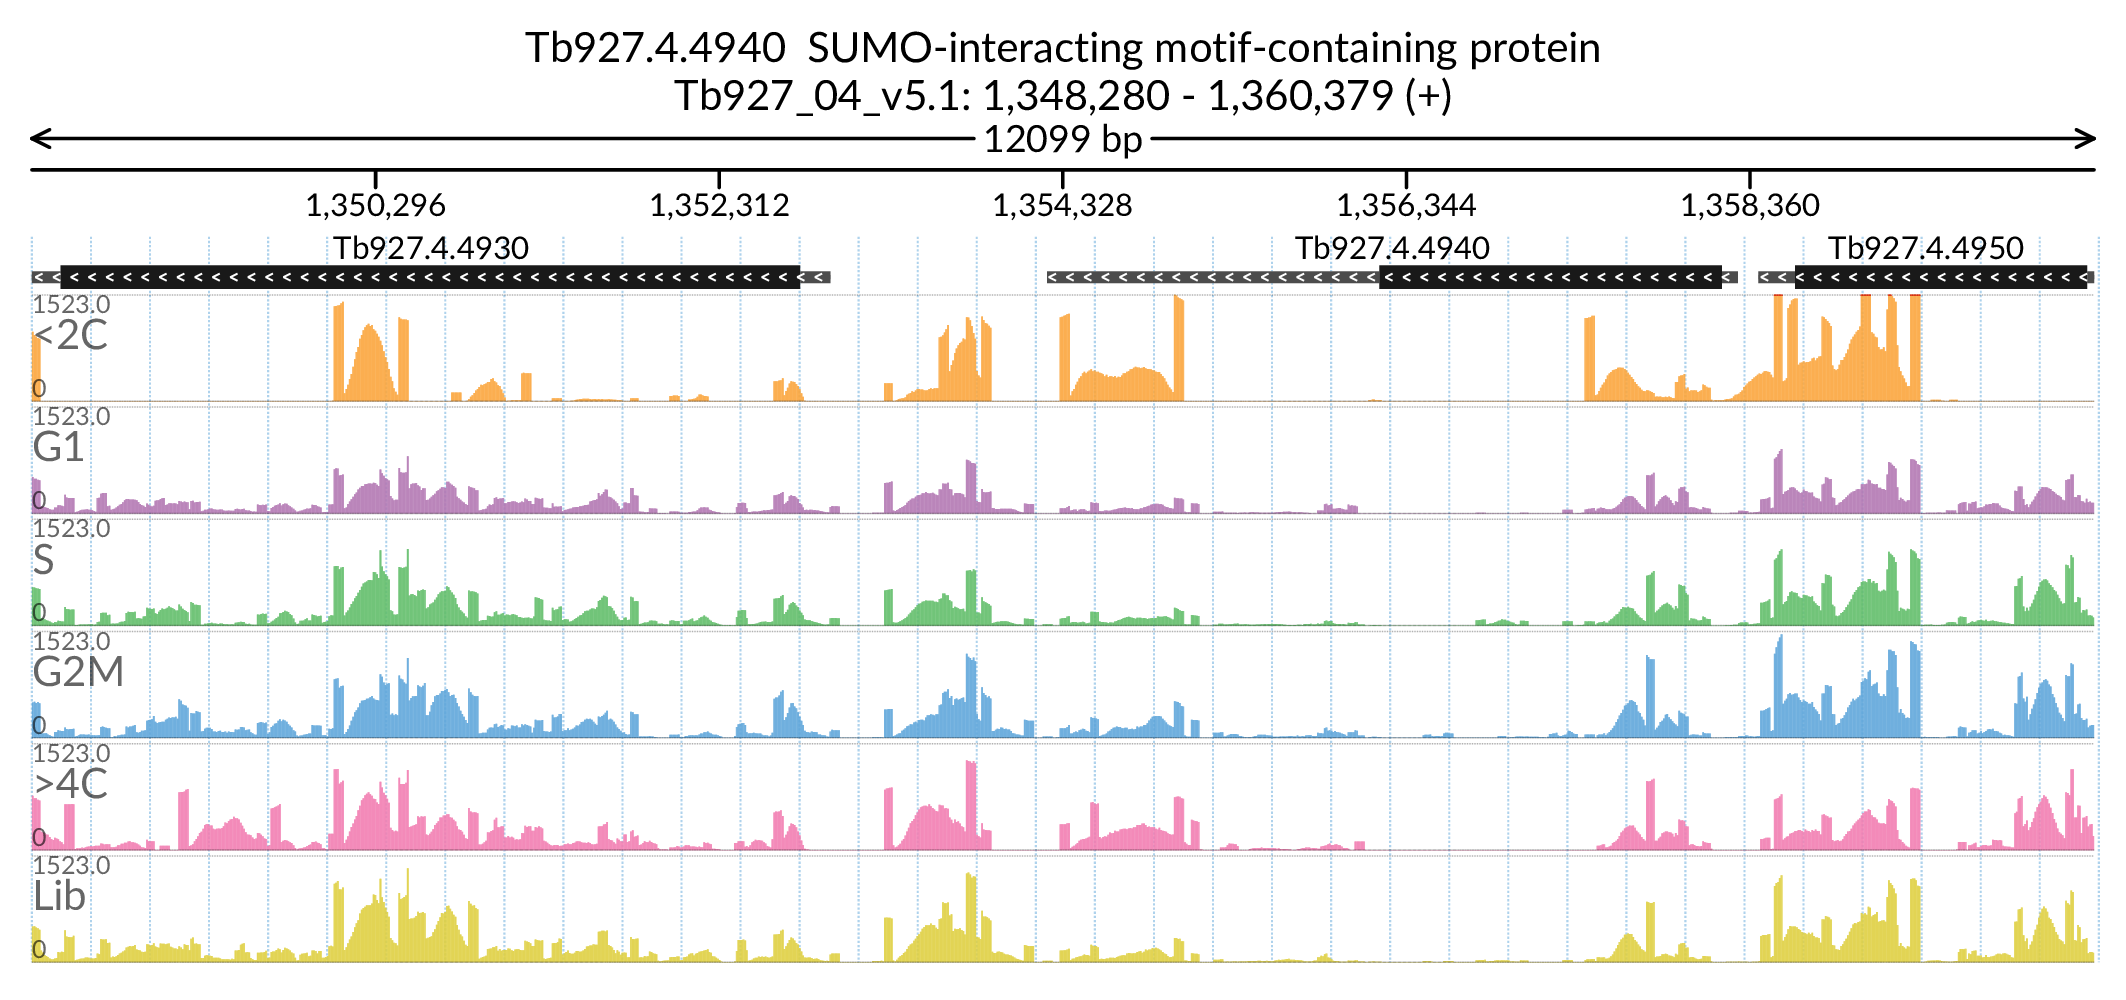 Tb927.4.4940 SUMO-interacting motif-containing protein
Tb927_04_v5.1: 1,348,280 - 1,360,379 (+)
12099 bp
1,350,296 1,352,312 1,354,328 1,356,344 1,358,360
Tb927.4.4930 Tb927.4.4940 Tb927.4.4950
1523.0
<2C
0
1523.0
G1
0
1523.0
S
0
1523.0
G2M
0
1523.0
>4C
0
1523.0
Lib
0